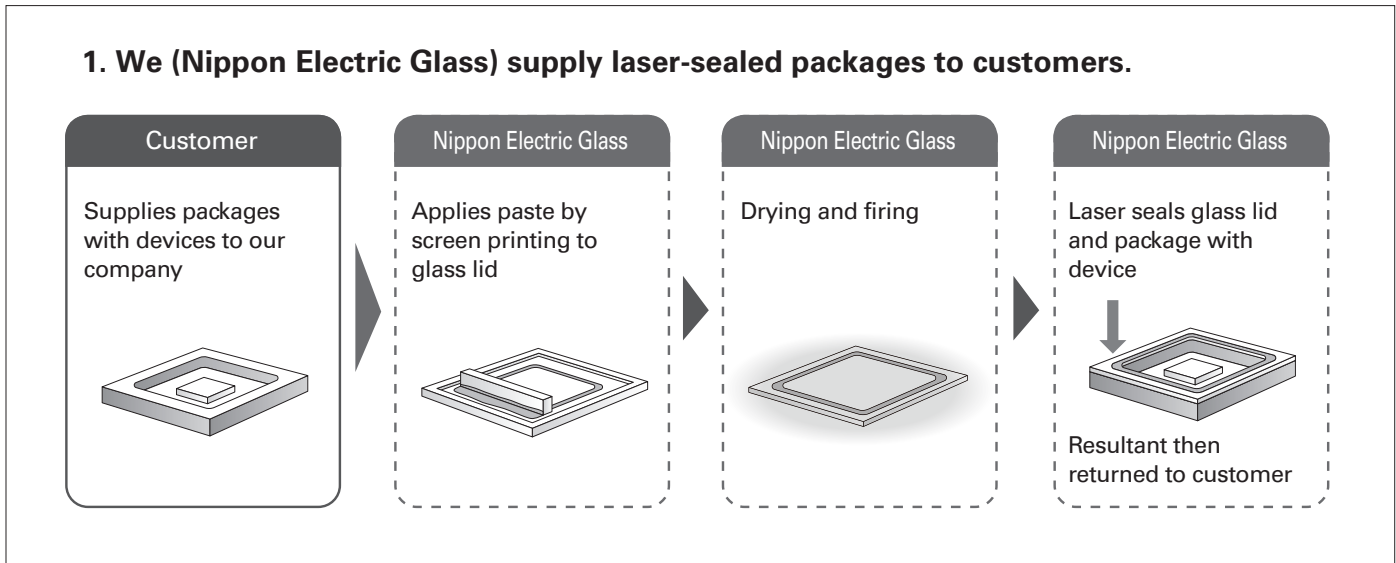 1. We (Nippon Electric Glass) supply laser-sealed packages to customers.
Customer
Supplies packages
with devices to our
company
Nippon Electric Glass
Applies paste by
screen printing to
glass lid
Nippon Electric Glass
Drying and firing
Nippon Electric Glass
Laser seals glass lid
and package with
device
Resultant then
returned to customer